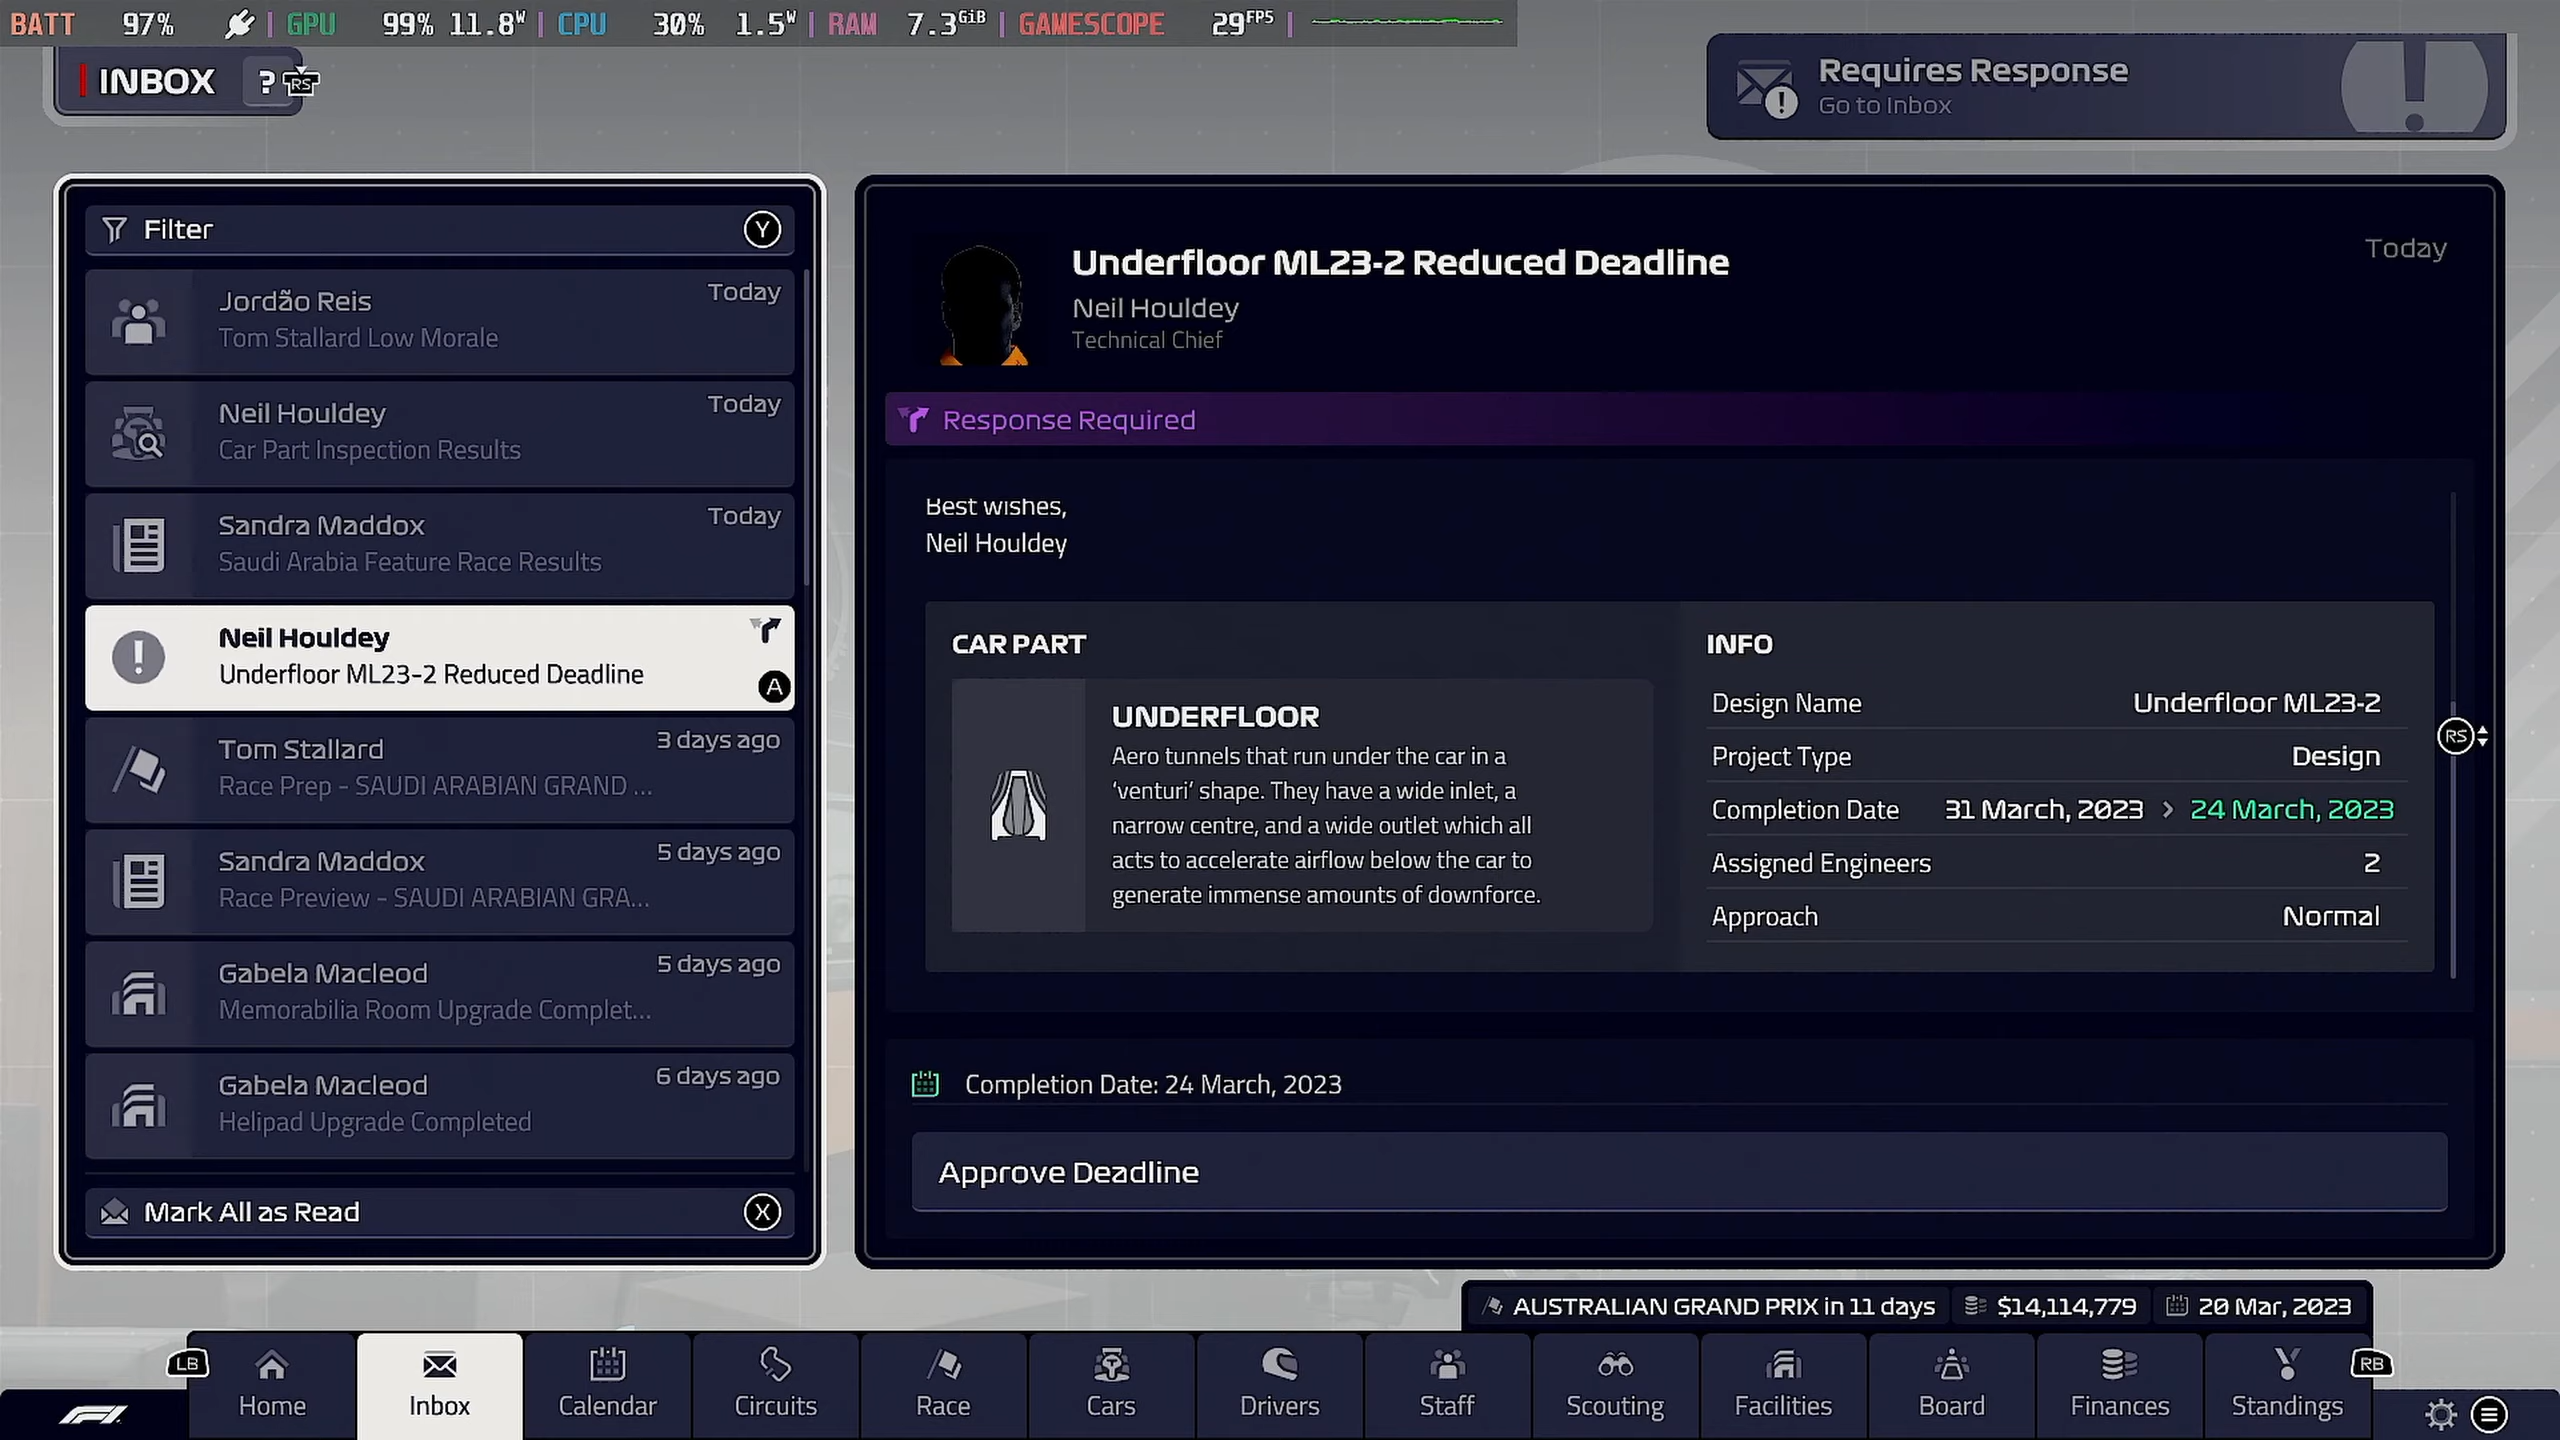 BATT 97% | GPU 99% 11.8W | CPU 30% 1.5W | RAM 7.3GiB | GAMESCOPE 29FPS |
INBOX ? RS
Requires Response
Go to Inbox
Filter Y
Jordão Reis Today
Tom Stallard Low Morale
Neil Houldey Today
Car Part Inspection Results
Sandra Maddox Today
Saudi Arabia Feature Race Results
Neil Houldey
Underfloor ML23-2 Reduced Deadline A
Tom Stallard 3 days ago
Race Prep - SAUDI ARABIAN GRAND ...
Sandra Maddox 5 days ago
Race Preview - SAUDI ARABIAN GRA...
Gabela Macleod 5 days ago
Memorabilia Room Upgrade Complet...
Gabela Macleod 6 days ago
Helipad Upgrade Completed
Mark All as Read X
Underfloor ML23-2 Reduced Deadline Today
Neil Houldey
Technical Chief
Response Required
Best wishes,
Neil Houldey
CAR PART
UNDERFLOOR
Aero tunnels that run under the car in a
‘venturi’ shape. They have a wide inlet, a
narrow centre, and a wide outlet which all
acts to accelerate airflow below the car to
generate immense amounts of downforce.
INFO
Design Name Underfloor ML23-2
Project Type Design
Completion Date 31 March, 2023 > 24 March, 2023
Assigned Engineers 2
Approach Normal
RS
Completion Date: 24 March, 2023
Approve Deadline
AUSTRALIAN GRAND PRIX in 11 days $14,114,779 20 Mar, 2023
LB Home Inbox Calendar Circuits Race Cars Drivers Staff Scouting Facilities Board Finances Standings RB
F1